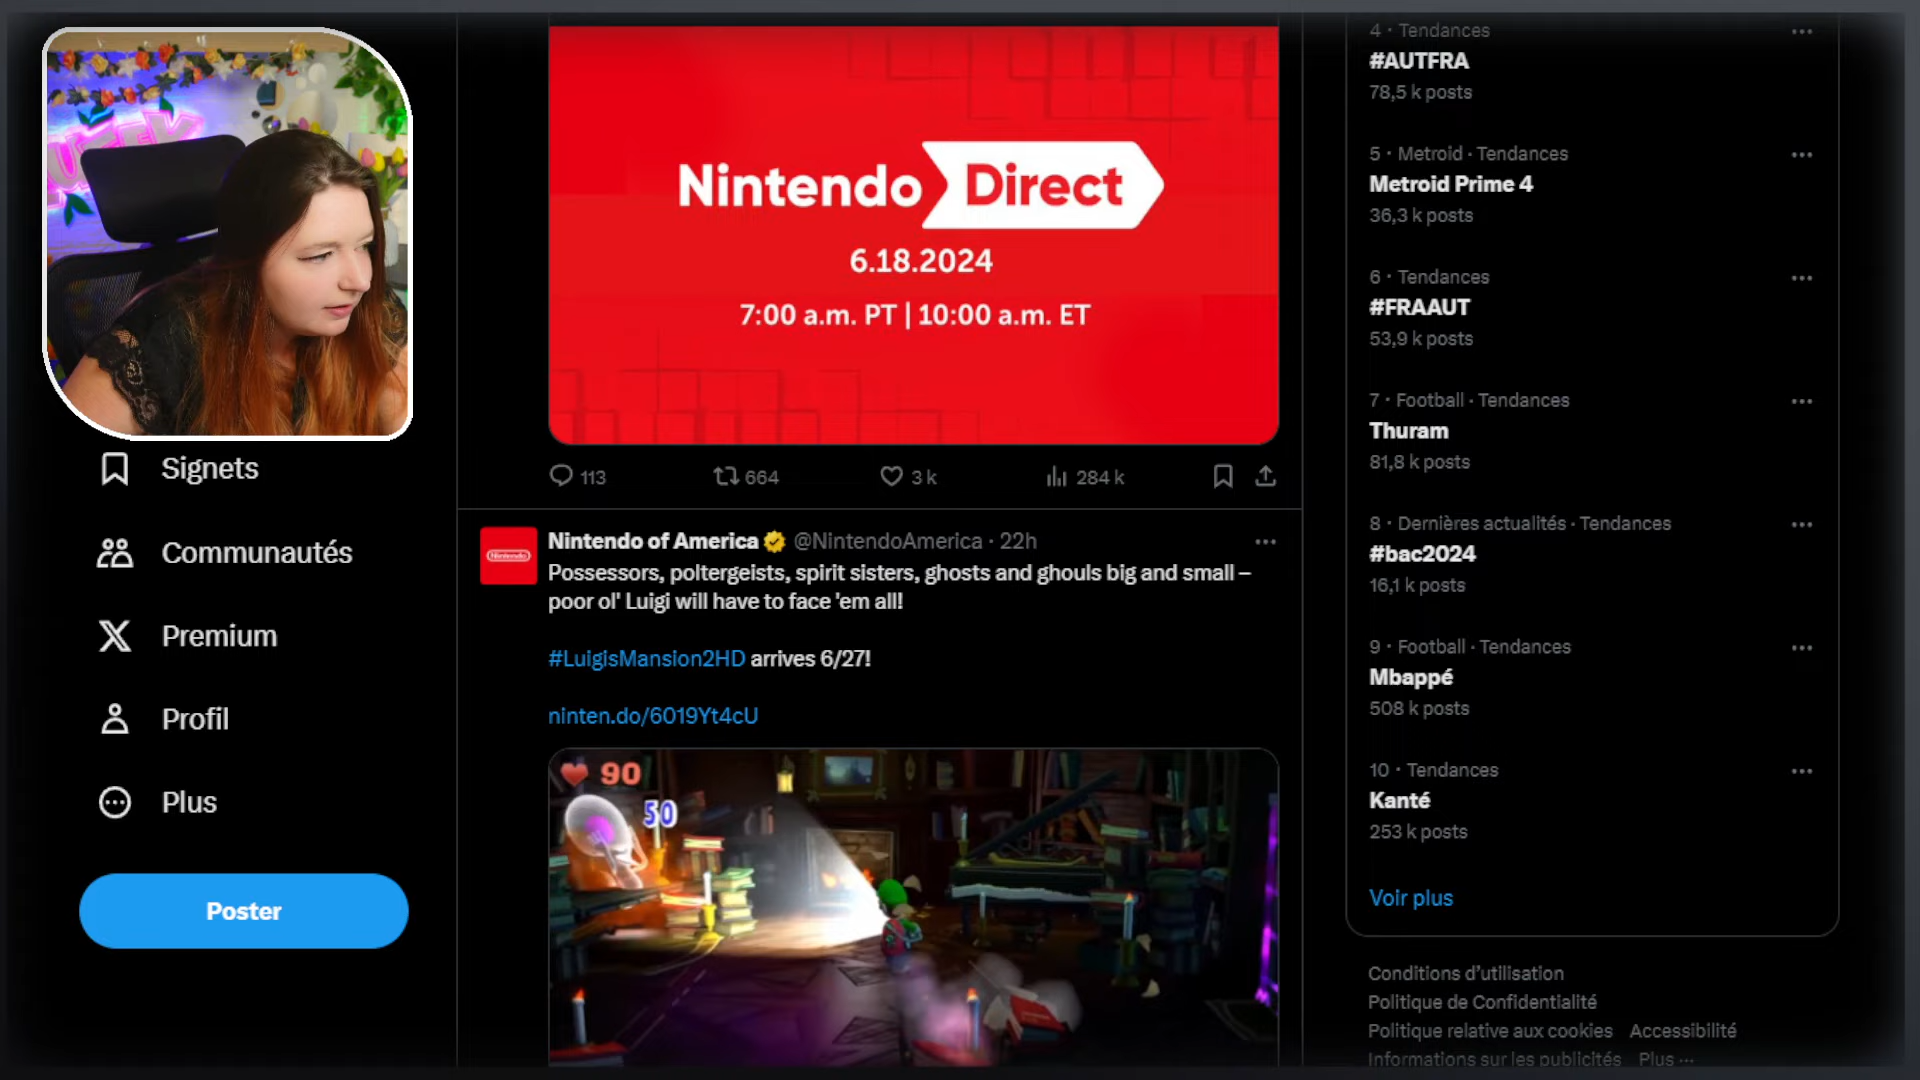 Signets
Communautés
Premium
Profil
Plus
Poster
Nintendo Direct
6.18.2024
7:00 a.m. PT | 10:00 a.m. ET
113 664 3 k 284 k
Nintendo of America @NintendoAmerica · 22h
Possessors, poltergeists, spirit sisters, ghosts and ghouls big and small –
poor ol' Luigi will have to face 'em all!
#LuigisMansion2HD arrives 6/27!
ninten.do/6019Yt4cU
90
50
4 · Tendances
#AUTFRA
78,5 k posts
5 · Metroid · Tendances
Metroid Prime 4
36,3 k posts
6 · Tendances
#FRAAUT
53,9 k posts
7 · Football · Tendances
Thuram
81,8 k posts
8 · Dernières actualités · Tendances
#bac2024
16,1 k posts
9 · Football · Tendances
Mbappé
508 k posts
10 · Tendances
Kanté
253 k posts
Voir plus
Conditions d'utilisation
Politique de Confidentialité
Politique relative aux cookies Accessibilité
Informations sur les publicités Plus ···